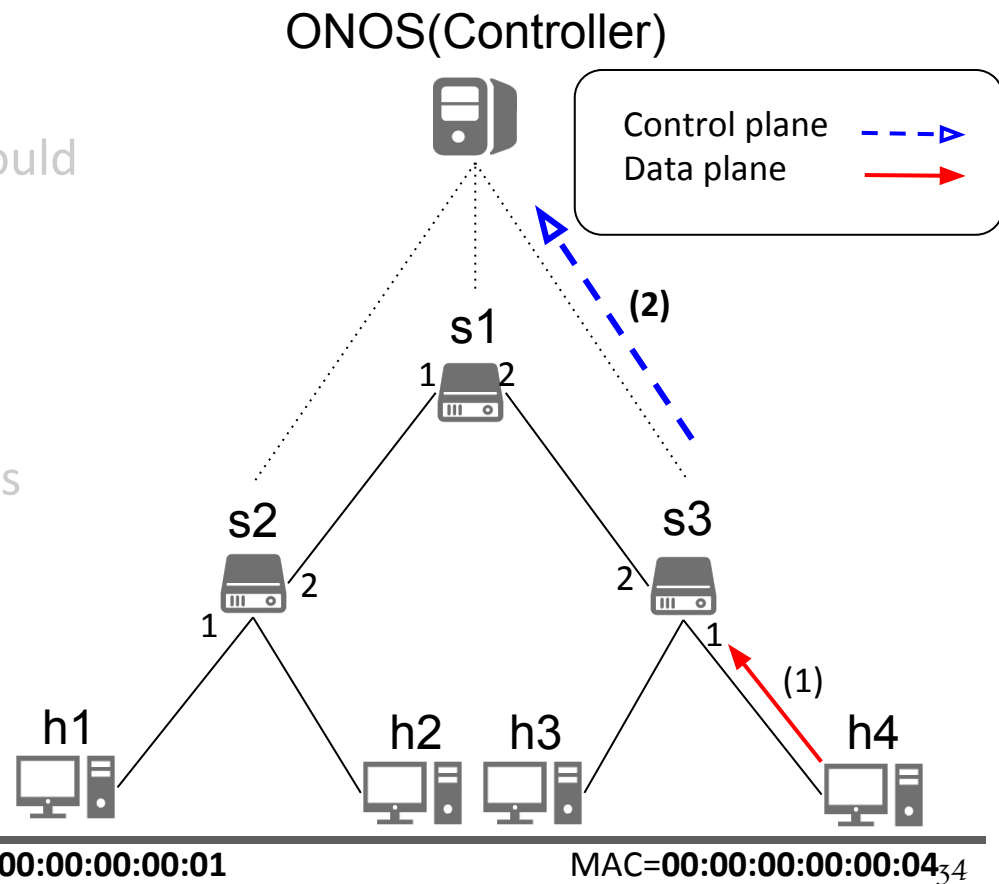 ONOS(Controller)
Control plane
Data plane
ould
(2)
s1
1
2
s
s2
s3
2
2
1
1
(1)
h1
h2
h3
h4
00:00:00:00:01
MAC=00:00:00:00:00:04
34